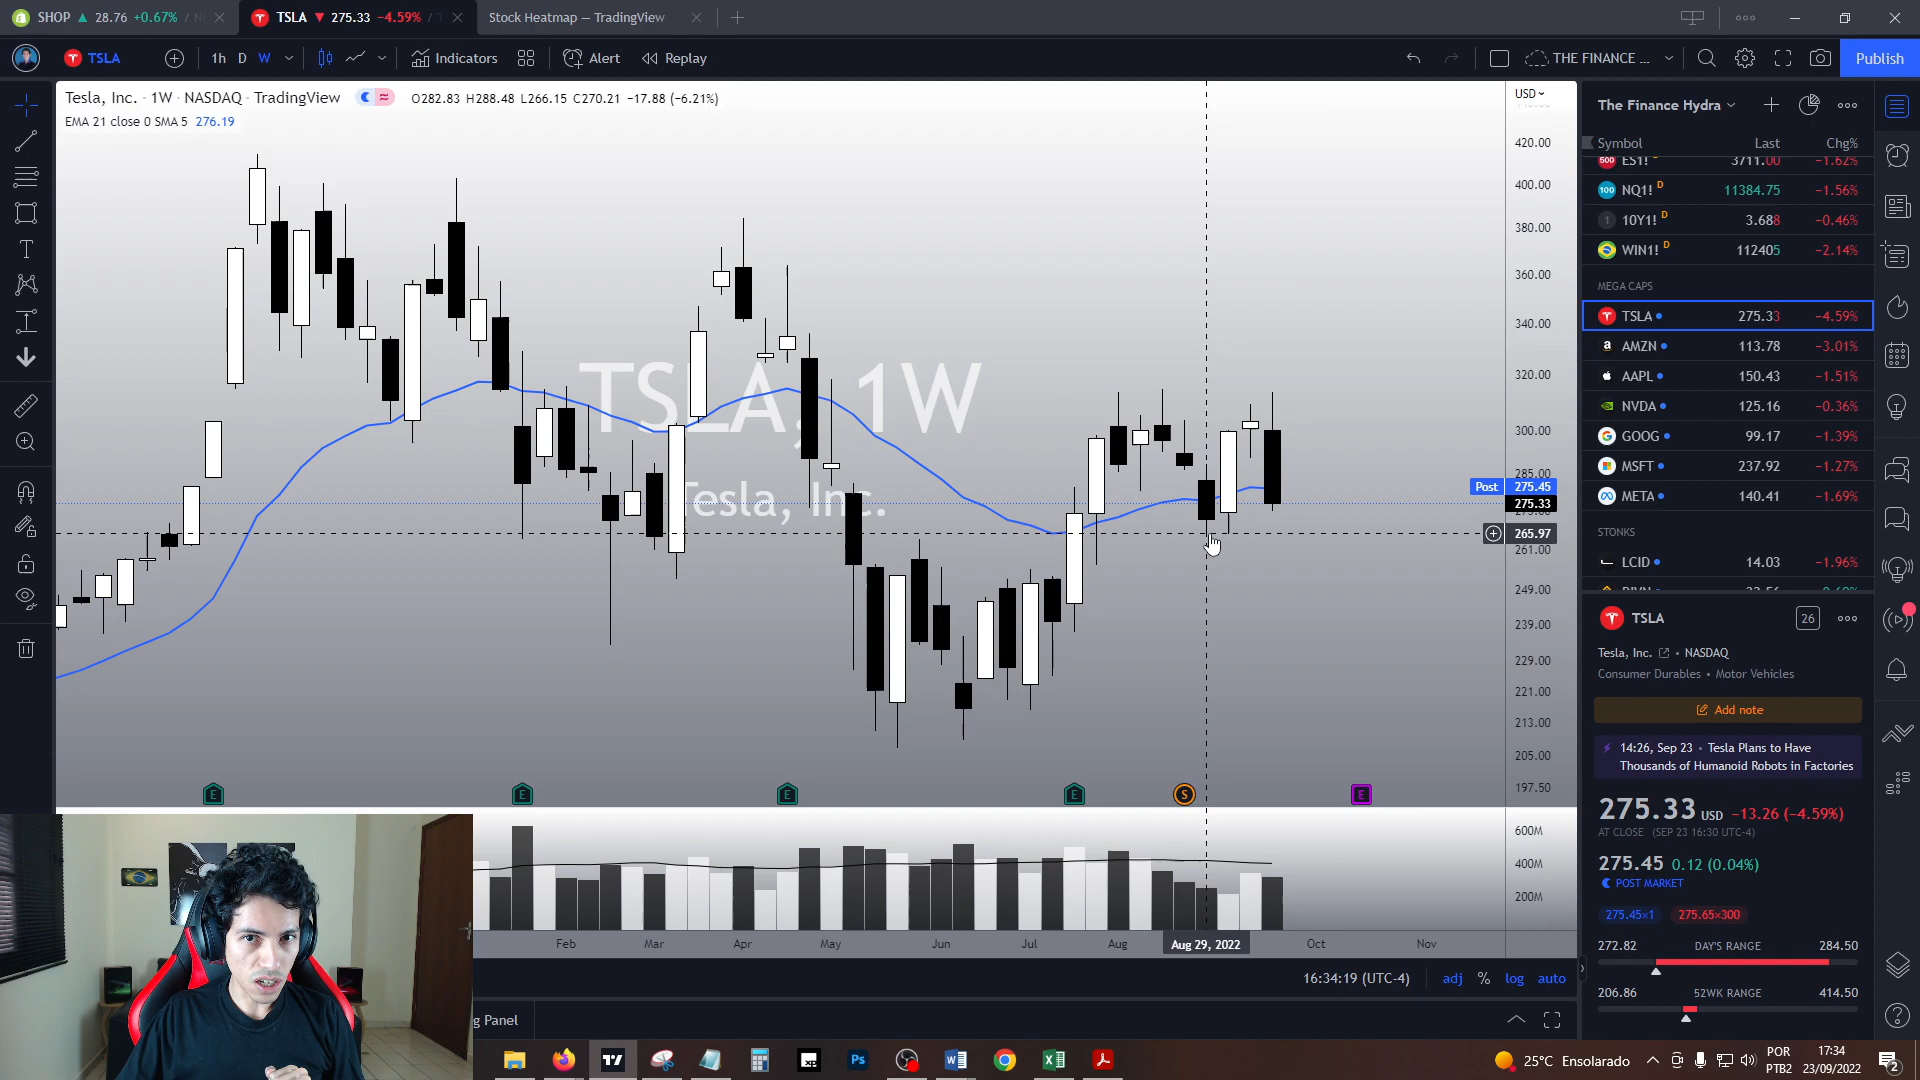 SHOP ▲ 28.76 +0.67% / N
TSLA ▼ 275.33 −4.59% / T
Stock Heatmap — TradingView
TSLA
1h D W
Indicators
Alert
Replay
THE FINANCE ...
Publish
Tesla, Inc. · 1W · NASDAQ · TradingView
O282.83 H288.48 L266.15 C270.21 −17.88 (−6.21%)
EMA 21 close 0 SMA 5 276.19
TSLA, 1W
Tesla, Inc.
USD
420.00
400.00
380.00
360.00
340.00
320.00
300.00
285.00
Post 275.45
275.33
265.97
261.00
249.00
239.00
229.00
221.00
213.00
205.00
197.50
E
E
E
E
S
E
600M
400M
200M
Feb Mar Apr May Jun Jul Aug Aug 29, 2022 Oct Nov
16:34:19 (UTC-4) adj % log auto
g Panel
The Finance Hydra
Symbol Last Chg%
500 ES1! 3711.00 −1.62%
100 NQ1! D 11384.75 −1.56%
1 10Y1! D 3.688 −0.46%
WIN1! D 112405 −2.14%
MEGA CAPS
TSLA 275.33 −4.59%
AMZN 113.78 −3.01%
AAPL 150.43 −1.51%
NVDA 125.16 −0.36%
GOOG 99.17 −1.39%
MSFT 237.92 −1.27%
META 140.41 −1.69%
STONKS
LCID 14.03 −1.96%
TSLA
26
Tesla, Inc. • NASDAQ
Consumer Durables • Motor Vehicles
Add note
14:26, Sep 23 • Tesla Plans to Have
Thousands of Humanoid Robots in Factories
275.33 USD −13.26 (−4.59%)
AT CLOSE (SEP 23 16:30 UTC-4)
275.45 0.12 (0.04%)
POST MARKET
275.45×1 275.65×300
272.82 DAY'S RANGE 284.50
206.86 52WK RANGE 414.50
Ps
25°C Ensolarado
POR
PTB2
17:34
23/09/2022
2